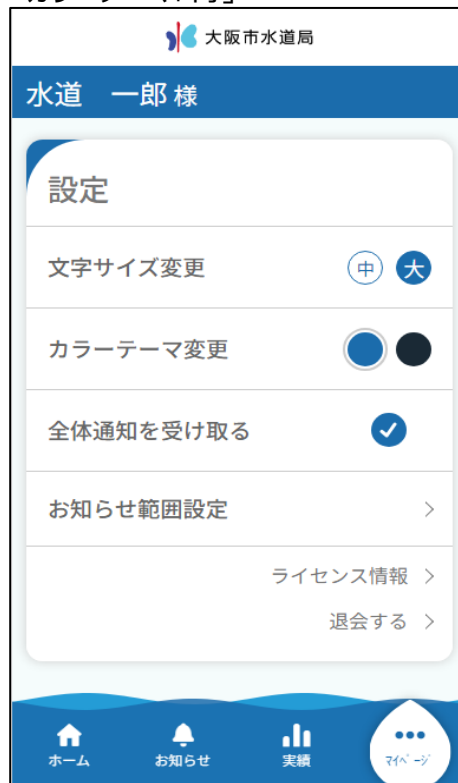 大阪市水道局
水道　一郎 様
設定
文字サイズ変更 中 大
カラーテーマ変更
全体通知を受け取る
お知らせ範囲設定
ライセンス情報
退会する
ホーム お知らせ 実績 ﾏｲﾍﾟｰｼﾞ